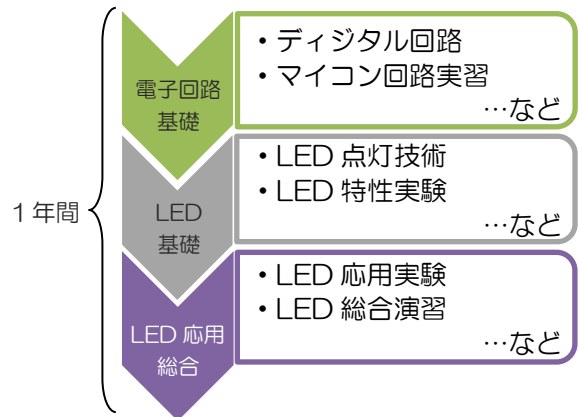 1年間
電子回路
基礎
・ディジタル回路
・マイコン回路実習
…など
LED
基礎
・LED 点灯技術
・LED 特性実験
…など
LED 応用
総合
・LED 応用実験
・LED 総合演習
…など